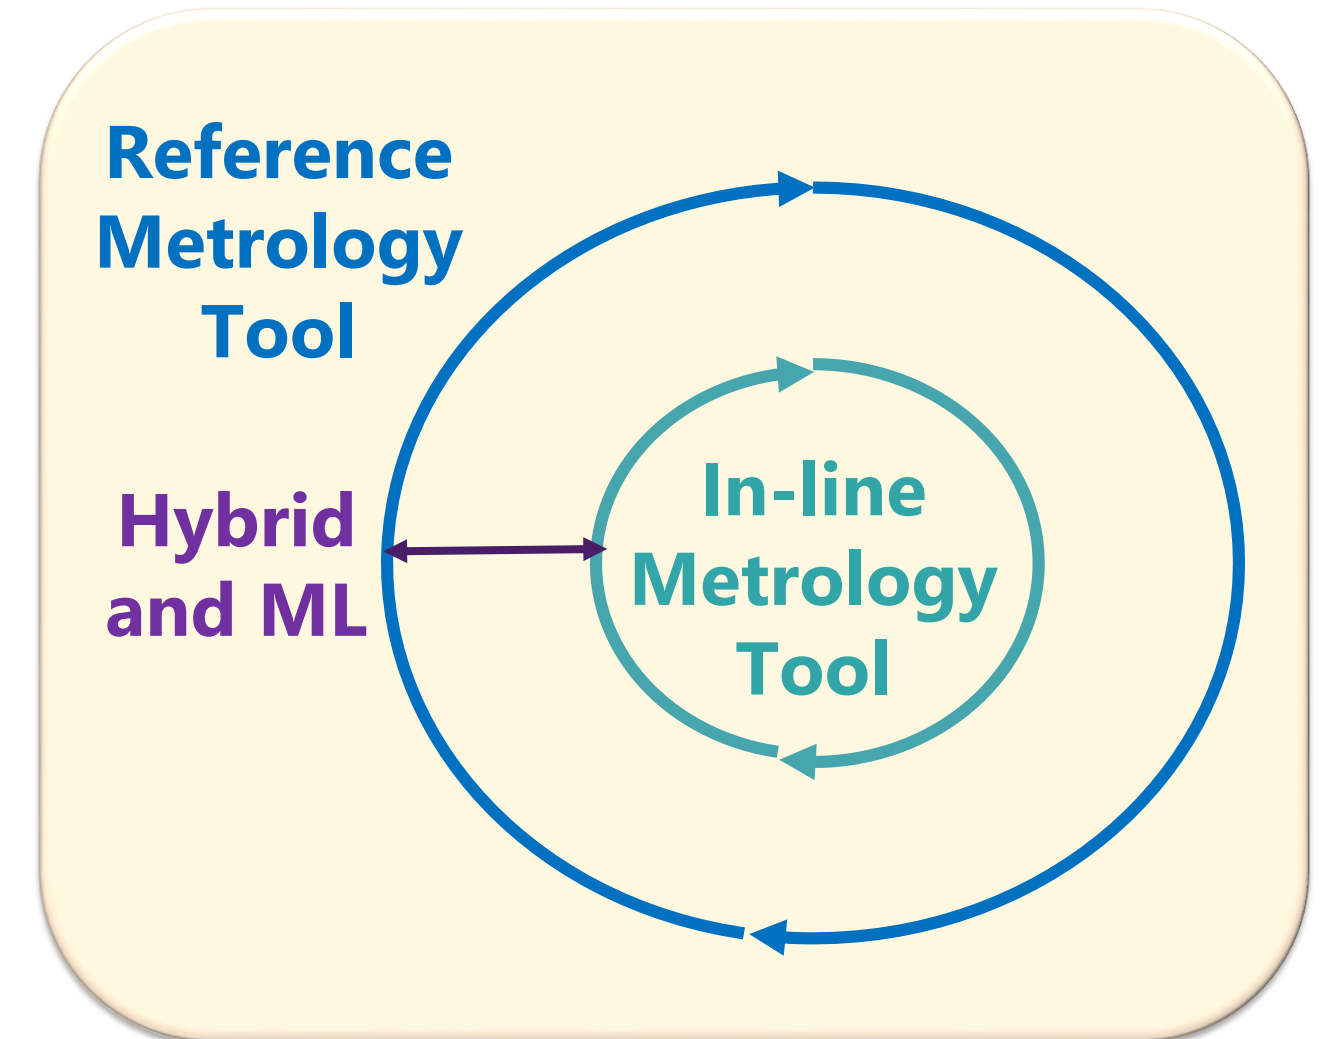 Reference
Metrology
Tool
Hybrid
and ML
In-line
Metrology
Tool